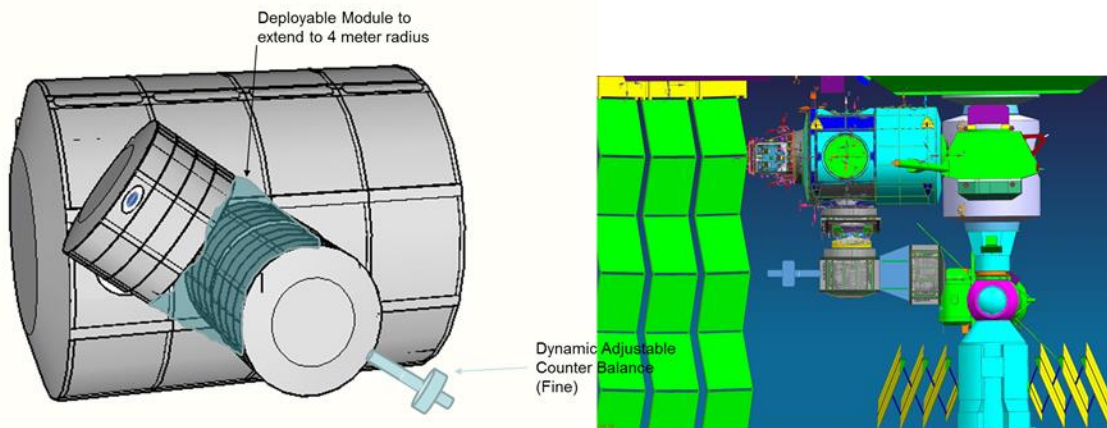 Deployable Module to
extend to 4 meter radius
Dynamic Adjustable
Counter Balance
(Fine)